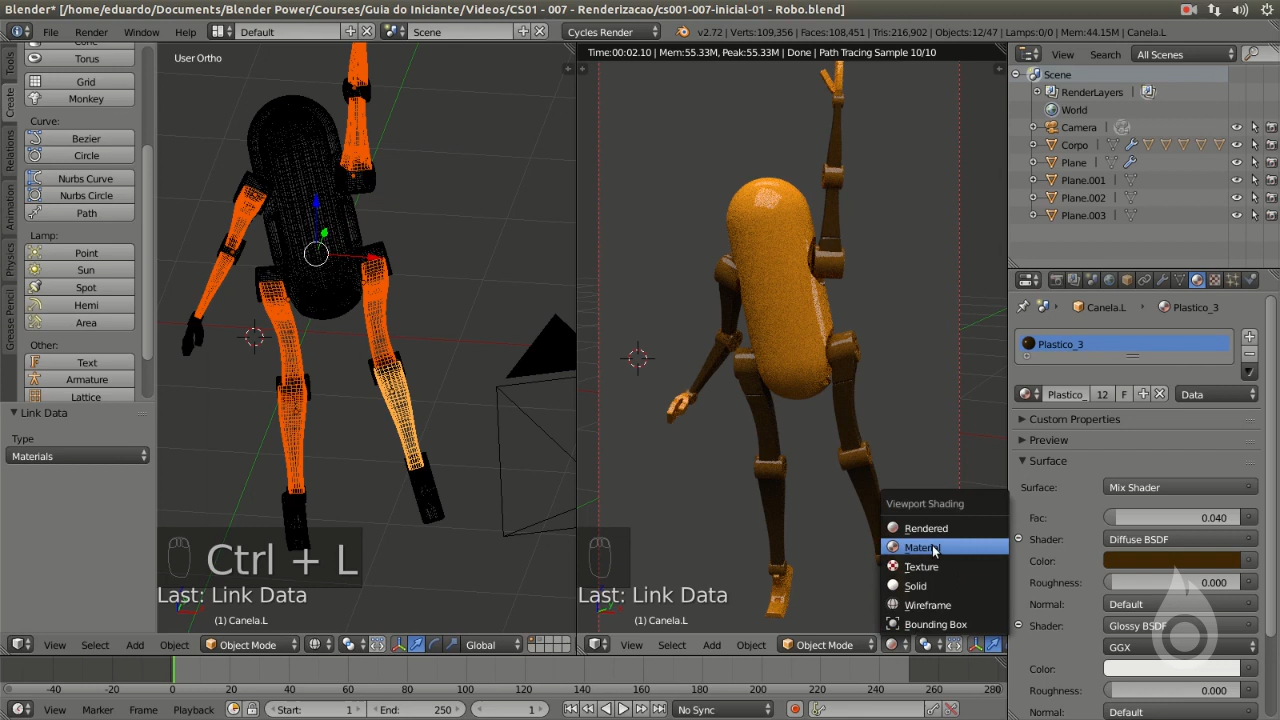 Blender* [/home/eduardo/Documents/Blender Power/Courses/Guia do Iniciante/Videos/CS01 - 007 - Renderizacao/cs001-007-inicial-01 - Robo.blend]
File Render Window Help Default Scene Cycles Render v2.72 | Verts:109,356 | Faces:108,451 | Tris:216,902 | Objects:12/47 | Lamps:0/0 | Mem:44.15M | Canela.L
Tools
Create
Relations
Animation
Physics
Grease Pencil
Torus
Grid
Monkey
Curve:
Bezier
Circle
Nurbs Curve
Nurbs Circle
Path
Lamp:
Point
Sun
Spot
Hemi
Area
Other:
Text
Armature
Lattice
Link Data
Type
Materials
User Ortho
Ctrl + L
Last: Link Data
(1) Canela.L
View Select Add Object Object Mode Global
Time:00:02.10 | Mem:55.33M, Peak:55.33M | Done | Path Tracing Sample 10/10
Last: Link Data
(1) Canela.L
Viewport Shading
Rendered
Material
Texture
Solid
Wireframe
Bounding Box
View Select Add Object Object Mode
View Search All Scenes
Scene
RenderLayers
World
Camera
Corpo
Plane
Plane.001
Plane.002
Plane.003
Canela.L Plastico_3
Plastico_3
Plastico_ 12 F Data
Custom Properties
Preview
Surface
Surface: Mix Shader
Fac: 0.040
Shader: Diffuse BSDF
Color:
Roughness: 0.000
Normal: Default
Shader: Glossy BSDF
GGX
Color:
Roughness: 0.000
Normal: Default
-40 -20 0 20 40 60 80 100 120 140 160 180 200 220 240 260 280
View Marker Frame Playback Start: 1 End: 250 1 No Sync